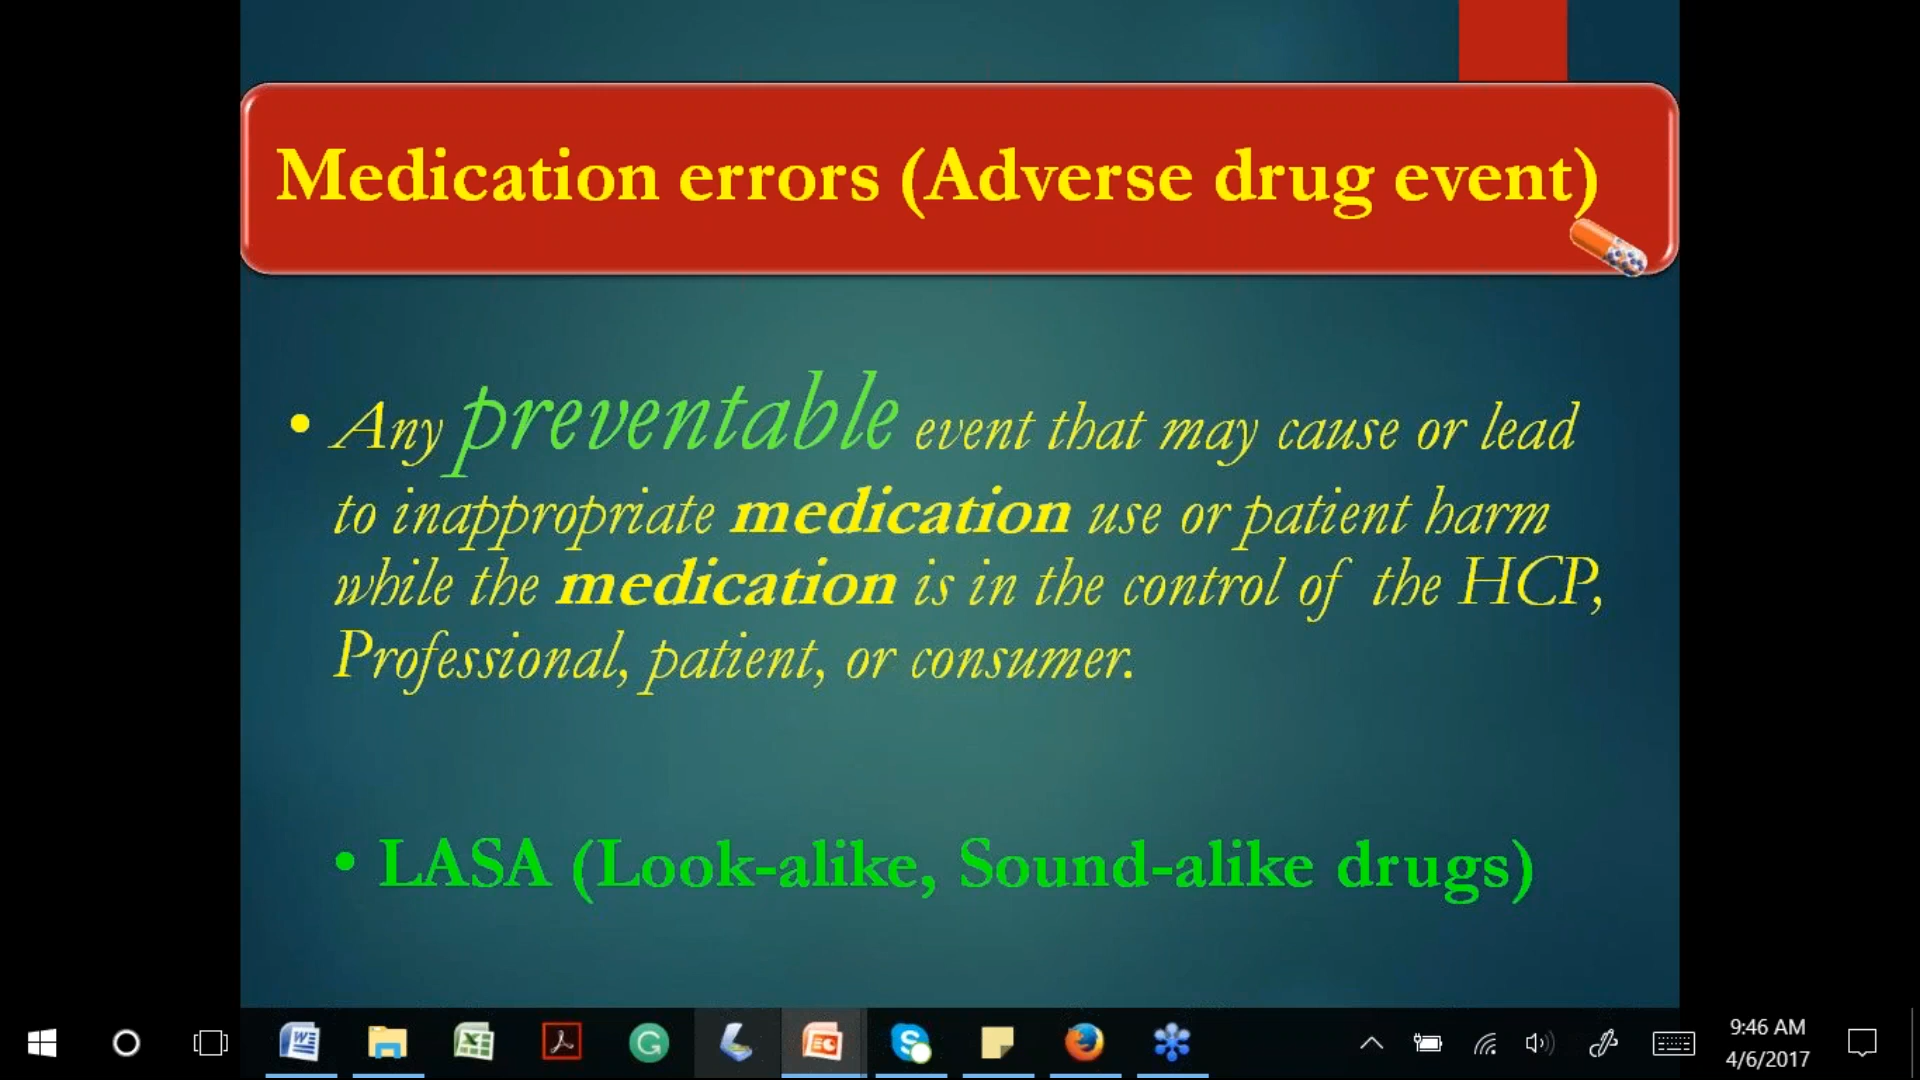 Medication errors (Adverse drug event)
• Any preventable event that may cause or lead
to inappropriate medication use or patient harm
while the medication is in the control of the HCP,
Professional, patient, or consumer.
• LASA (Look-alike, Sound-alike drugs)
9:46 AM
4/6/2017